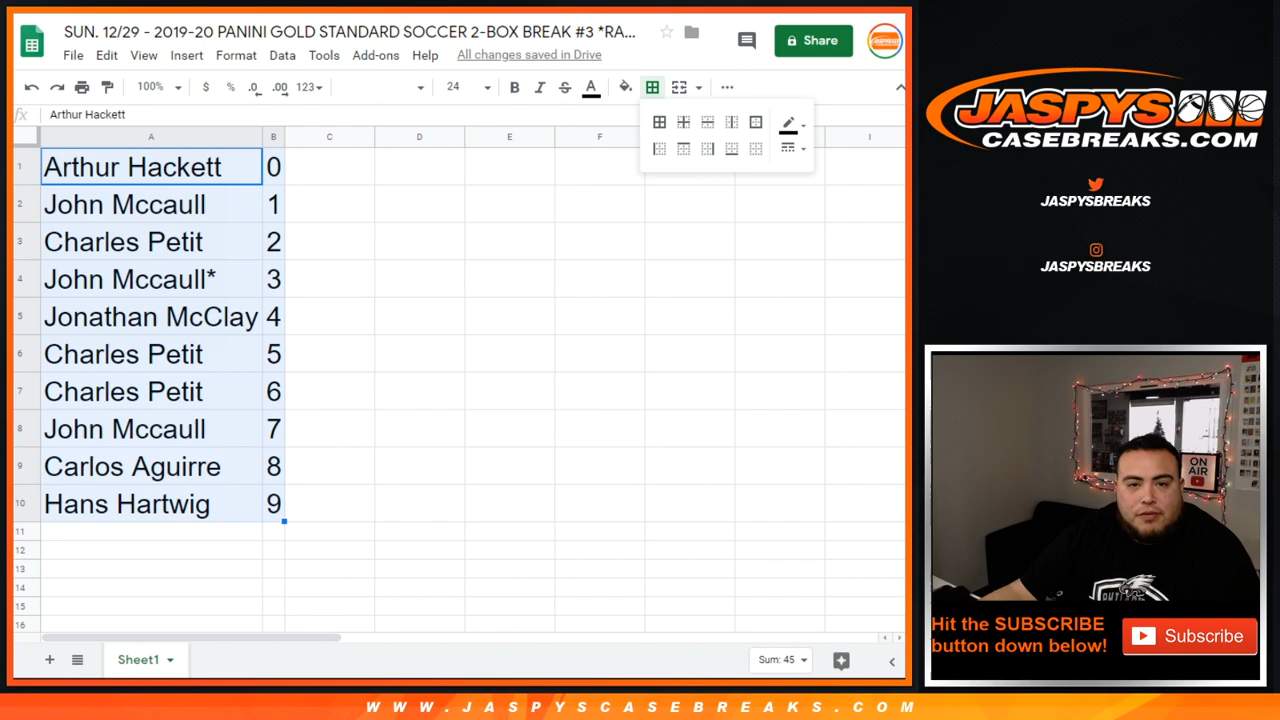 SUN. 12/29 - 2019-20 PANINI GOLD STANDARD SOCCER 2-BOX BREAK #3 *RA...
File Edit View Insert Format Data Tools Add-ons Help All changes saved in Drive
Share
100% $ % .0 .00 123 24 B I S A
fx Arthur Hackett
A B C D E F I
1 Arthur Hackett 0
2 John Mccaull 1
3 Charles Petit 2
4 John Mccaull* 3
5 Jonathan McClay 4
6 Charles Petit 5
7 Charles Petit 6
8 John Mccaull 7
9 Carlos Aguirre 8
10 Hans Hartwig 9
11
12
13
14
15
16
Sheet1
Sum: 45
JASPYS
CASEBREAKS.COM
JASPYSBREAKS
JASPYSBREAKS
ON
AIR
Hit the SUBSCRIBE
button down below!
Subscribe
WWW.JASPYSCASEBREAKS.COM